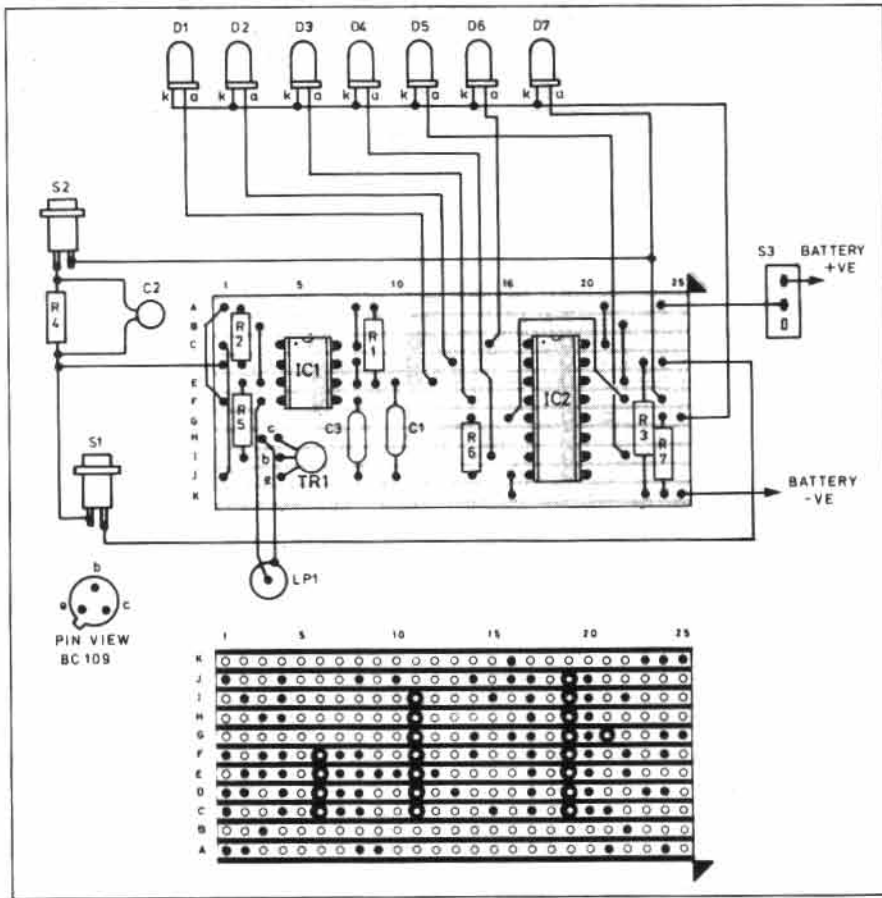 D1 D2 D3 D4 D5 D6 D7
k a k a k a k a k a k a k a
S2
C2
R4
S3
BATTERY +VE
1 5 10 16 20 25
A
B
C
E
F
G
H
I
J
K
R2
IC1
R1
R5
C3
C1
R6
IC2
R3
R7
c
b
e
TR1
S1
BATTERY -VE
LP1
b
e c
PIN VIEW
BC109
1 5 10 15 20 25
K
J
I
H
G
F
E
D
C
B
A